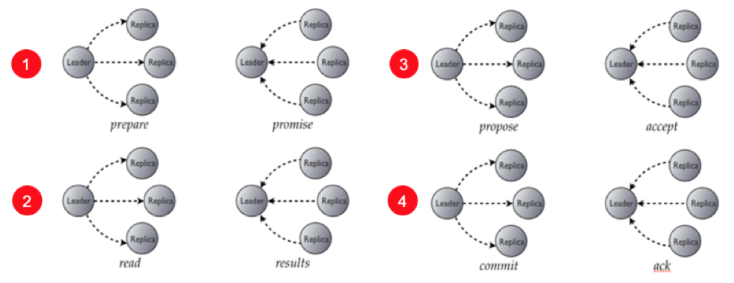 1
Leader
Replica
Replica
Replica
prepare
Leader
Replica
Replica
Replica
promise
2
Leader
Replica
Replica
Replica
read
Leader
Replica
Replica
Replica
results
3
Leader
Replica
Replica
Replica
propose
Leader
Replica
Replica
Replica
accept
4
Leader
Replica
Replica
Replica
commit
Leader
Replica
Replica
Replica
ack